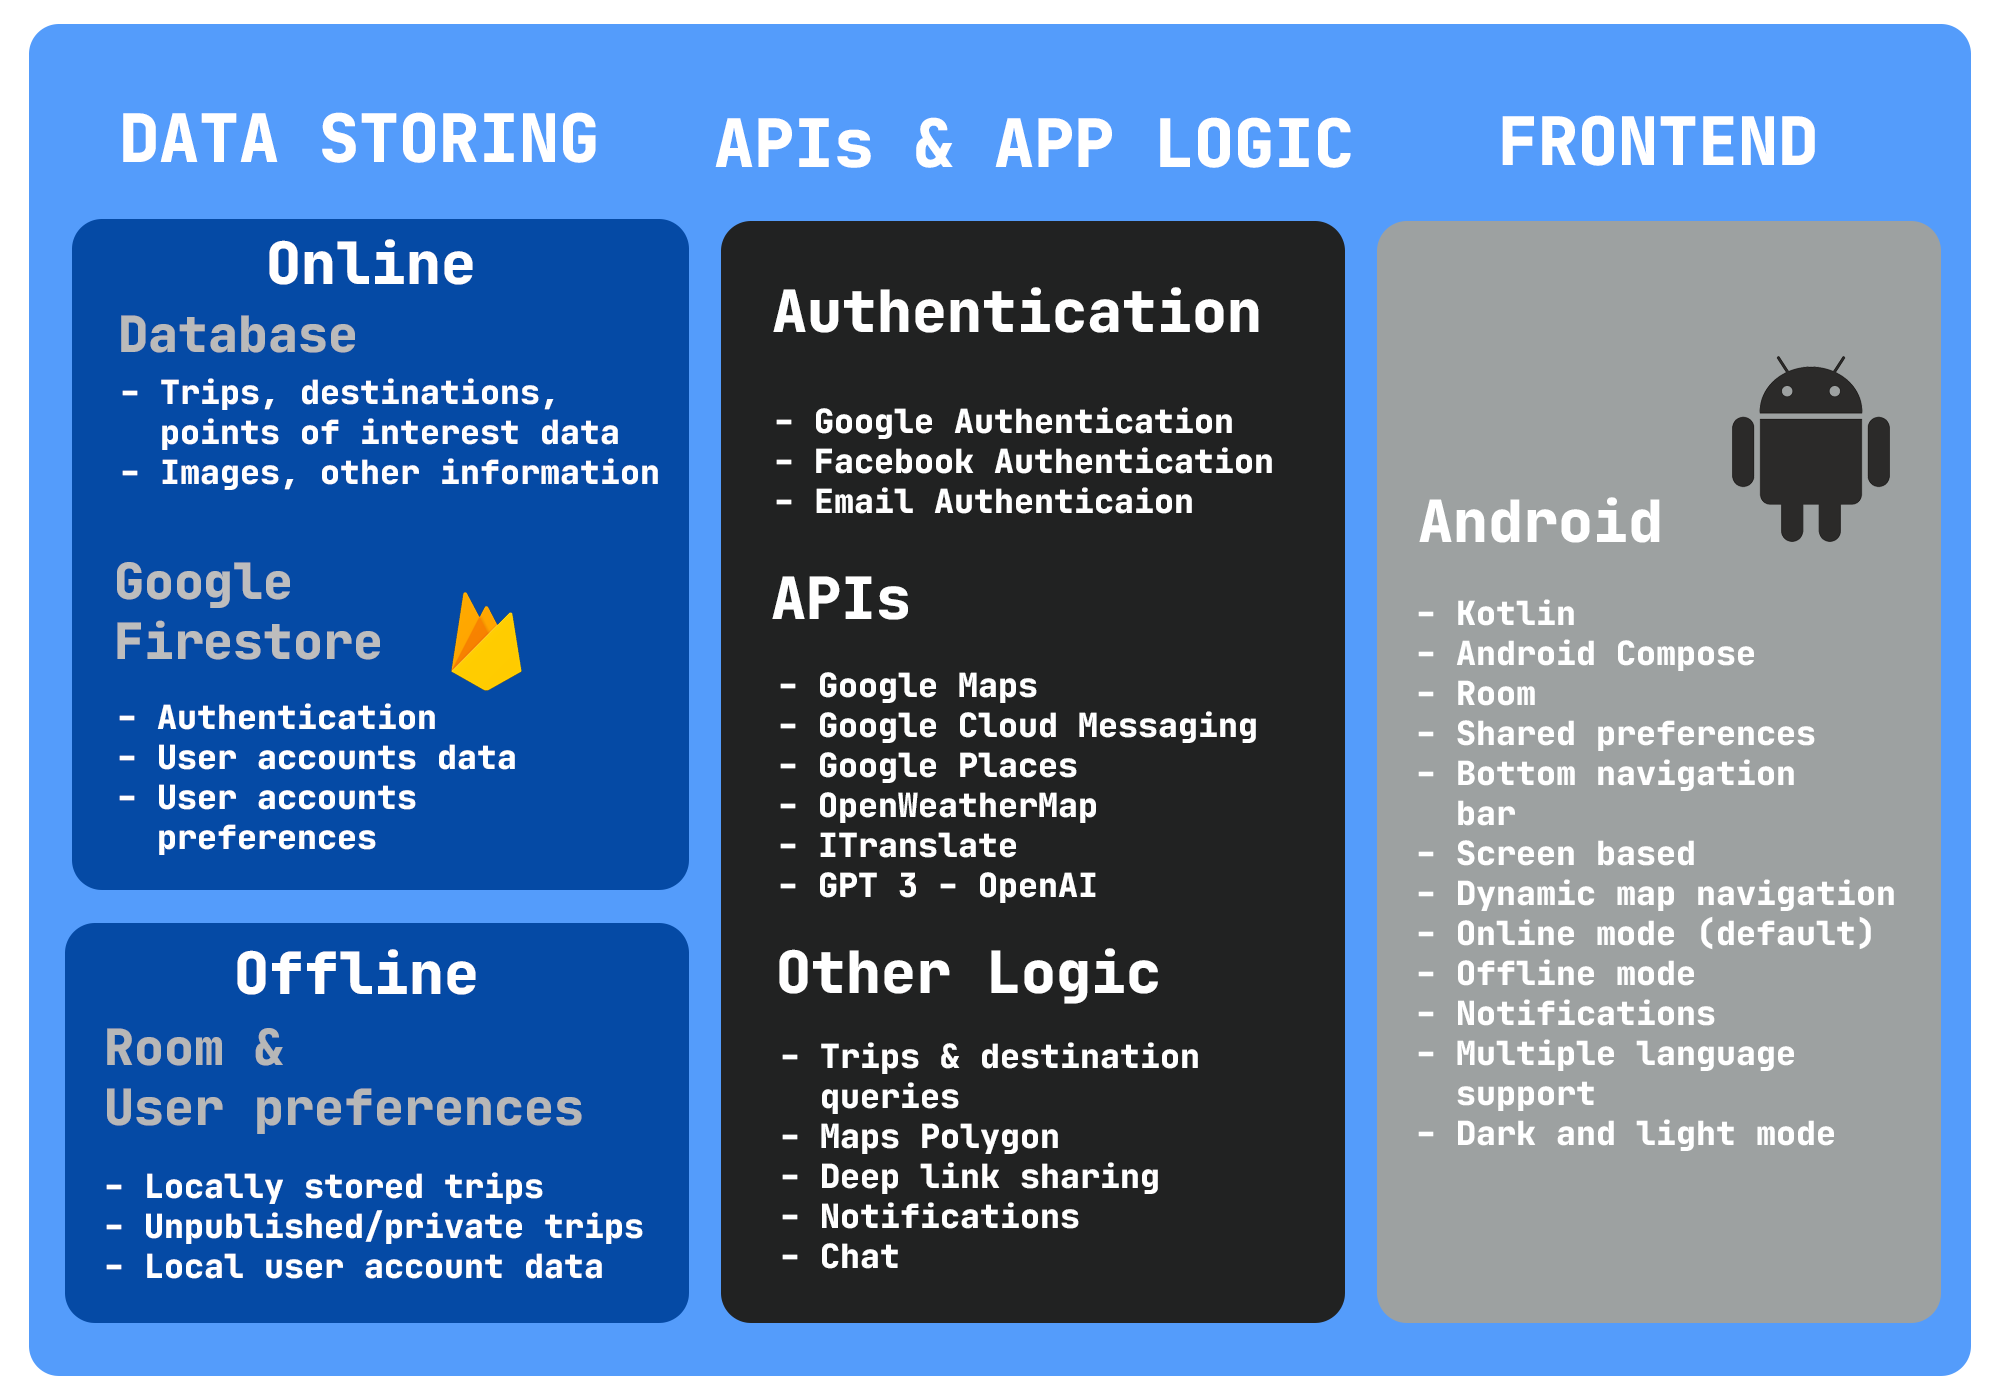 DATA STORING
Online
Database
- Trips, destinations,
points of interest data
- Images, other information
Google
Firestore
- Authentication
- User accounts data
- User accounts
preferences
Offline
Room &
User preferences
- Locally stored trips
- Unpublished/private trips
- Local user account data
APIs & APP LOGIC
Authentication
- Google Authentication
- Facebook Authentication
- Email Authenticaion
APIs
- Google Maps
- Google Cloud Messaging
- Google Places
- OpenWeatherMap
- ITranslate
- GPT 3 - OpenAI
Other Logic
- Trips & destination
queries
- Maps Polygon
- Deep link sharing
- Notifications
- Chat
FRONTEND
Android
- Kotlin
- Android Compose
- Room
- Shared preferences
- Bottom navigation
bar
- Screen based
- Dynamic map navigation
- Online mode (default)
- Offline mode
- Notifications
- Multiple language
support
- Dark and light mode